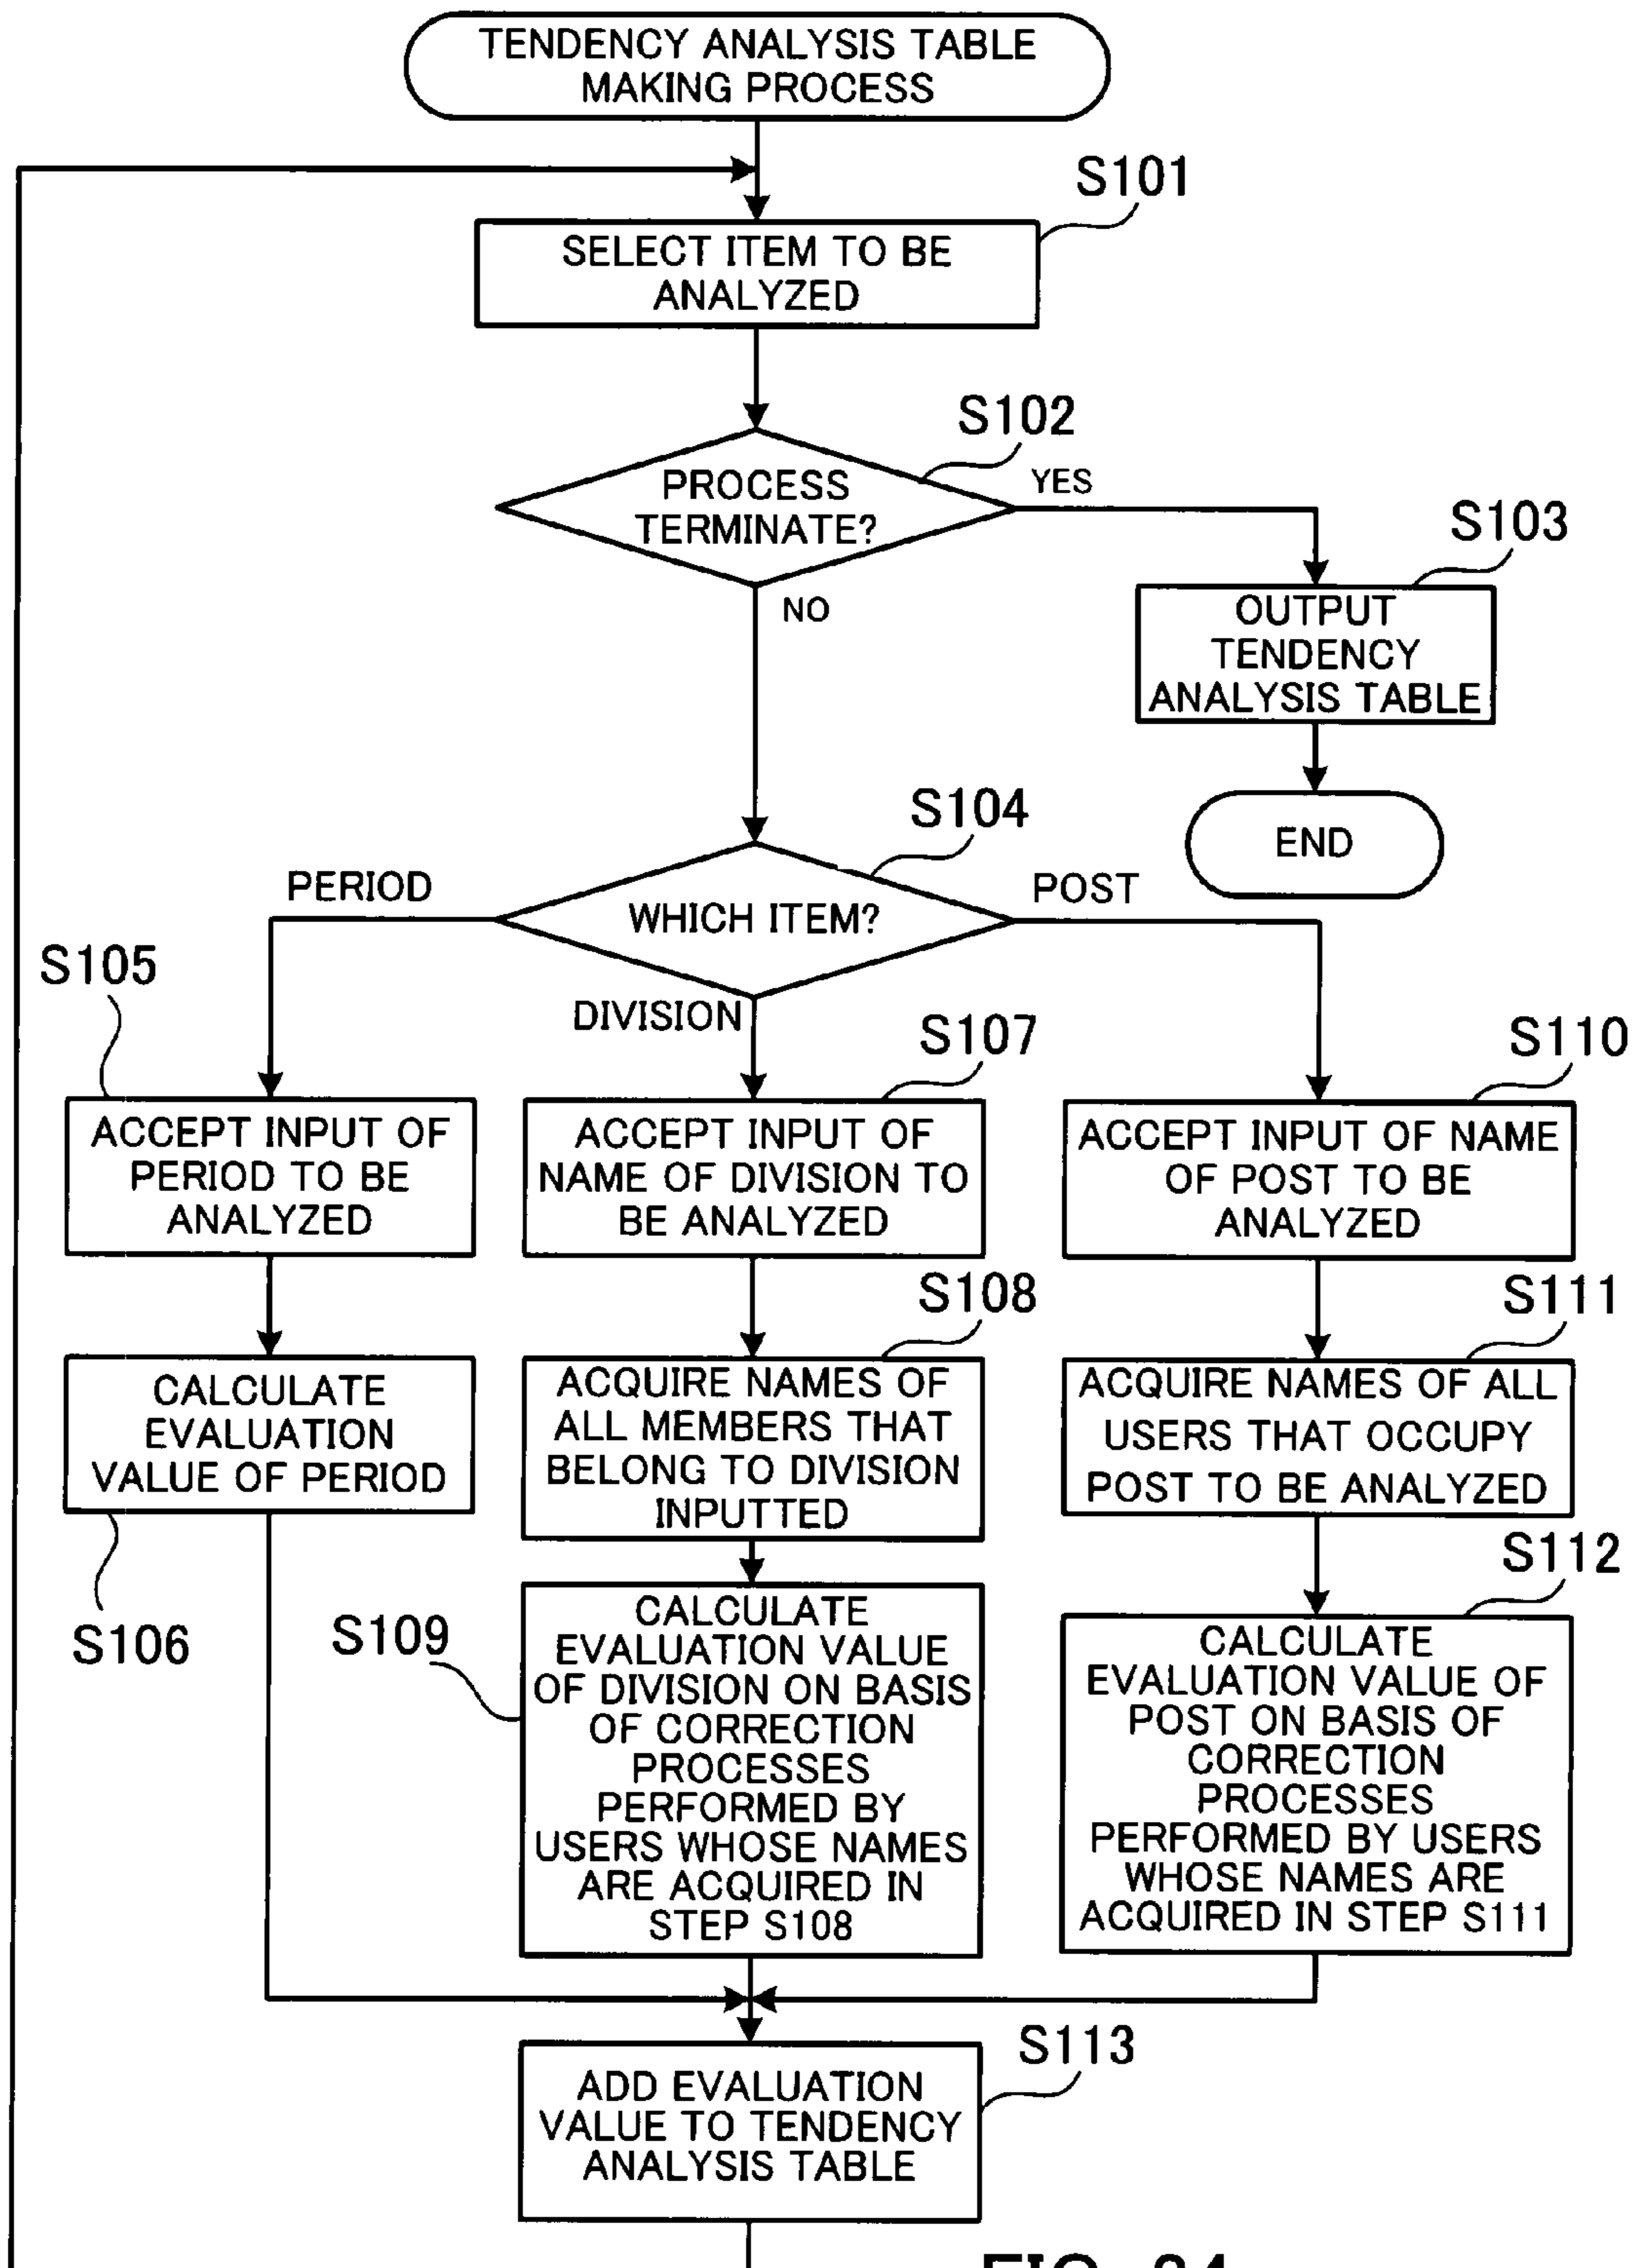 TENDENCY ANALYSIS TABLE
MAKING PROCESS
S101
SELECT ITEM TO BE
ANALYZED
S102
PROCESS
TERMINATE?
YES
NO
S103
OUTPUT
TENDENCY
ANALYSIS TABLE
END
S104
WHICH ITEM?
PERIOD
POST
DIVISION
S105
ACCEPT INPUT OF
PERIOD TO BE
ANALYZED
CALCULATE
EVALUATION
VALUE OF PERIOD
S106
S107
ACCEPT INPUT OF
NAME OF DIVISION TO
BE ANALYZED
S108
ACQUIRE NAMES OF
ALL MEMBERS THAT
BELONG TO DIVISION
INPUTTED
S109
CALCULATE
EVALUATION VALUE
OF DIVISION ON BASIS
OF CORRECTION
PROCESSES
PERFORMED BY
USERS WHOSE NAMES
ARE ACQUIRED IN
STEP S108
S110
ACCEPT INPUT OF NAME
OF POST TO BE
ANALYZED
S111
ACQUIRE NAMES OF ALL
USERS THAT OCCUPY
POST TO BE ANALYZED
S112
CALCULATE
EVALUATION VALUE OF
POST ON BASIS OF
CORRECTION
PROCESSES
PERFORMED BY USERS
WHOSE NAMES ARE
ACQUIRED IN STEP S111
S113
ADD EVALUATION
VALUE TO TENDENCY
ANALYSIS TABLE